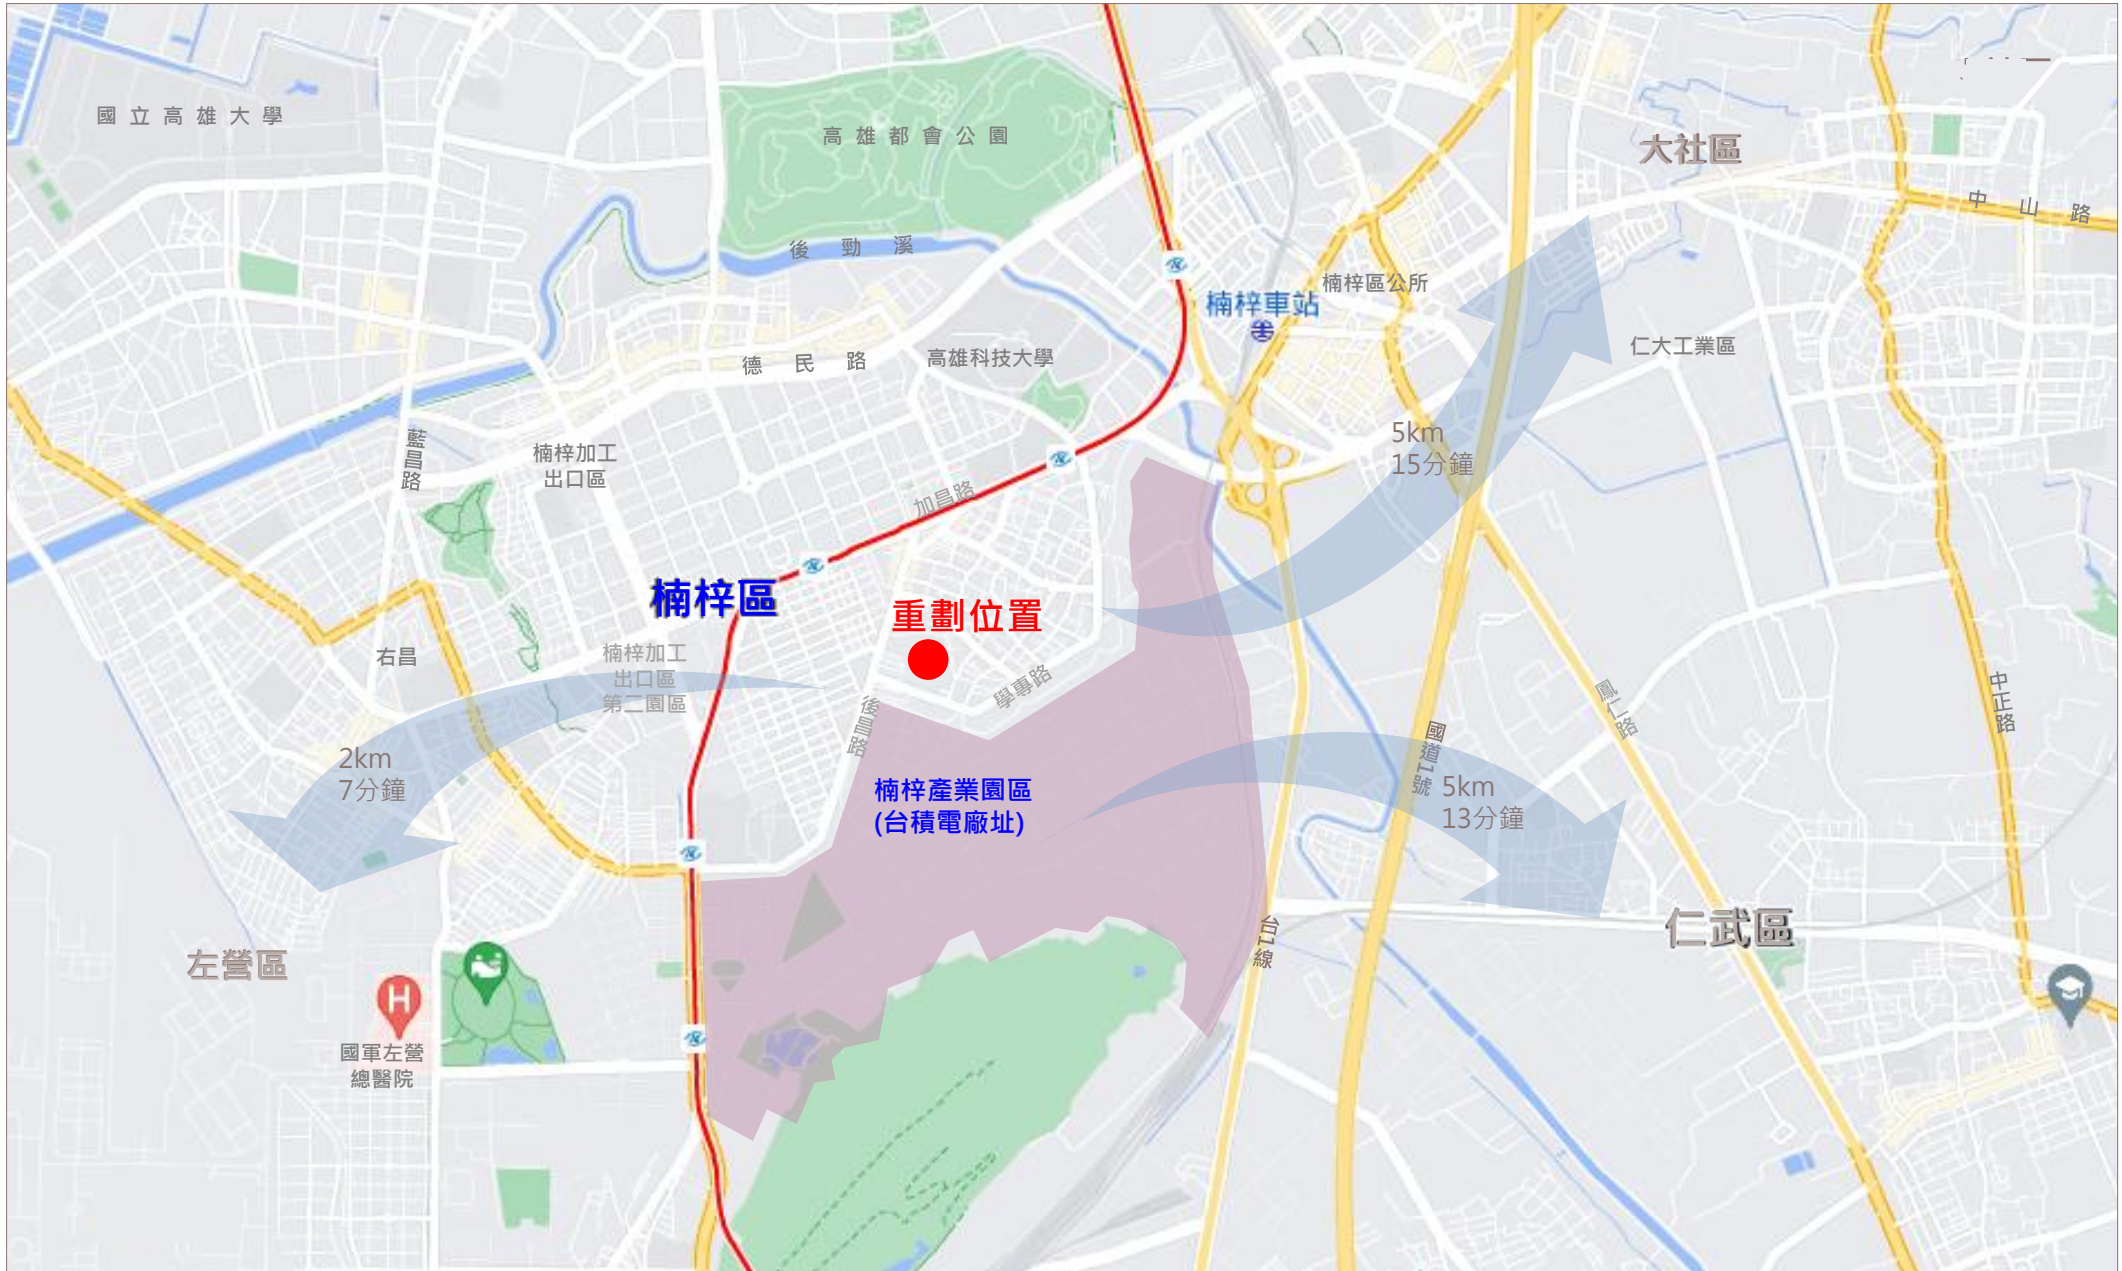 國立高雄大學
高雄都會公園
大社區
中山路
後勁溪
楠梓區公所
楠梓車站
仁大工業區
德民路
高雄科技大學
藍昌路
楠梓加工
出口區
5km
15分鐘
加昌路
楠梓區
重劃位置
右昌
楠梓加工
出口區
第二園區
學專路
後昌路
鳳仁路
中正路
國道1號
2km
7分鐘
楠梓產業園區
(台積電廠址)
5km
13分鐘
台1線
仁武區
左營區
H
國軍左營
總醫院